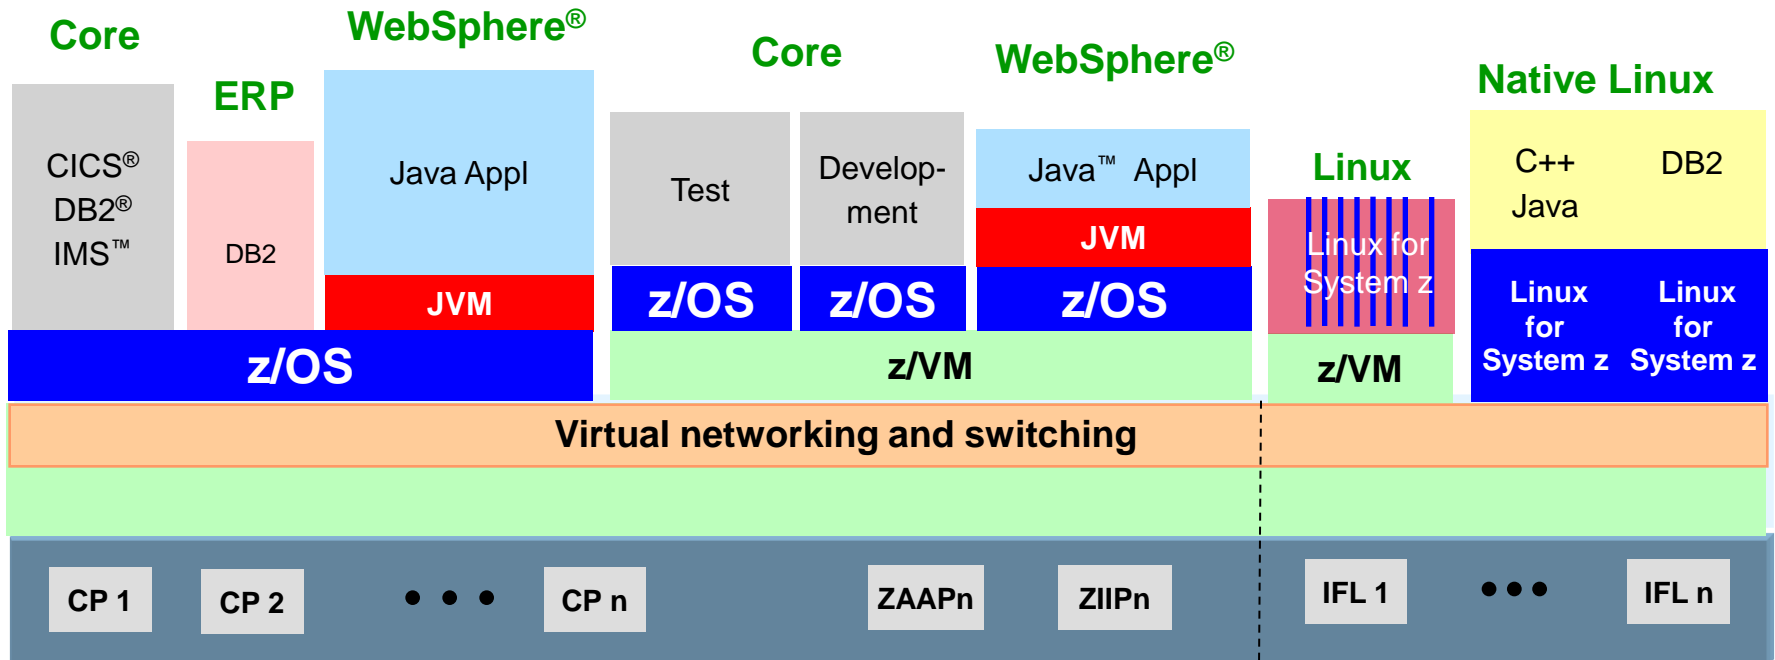 Core
WebSphere®
ERP
Core
WebSphere®
Linux
Native Linux
CICS®
DB2®
IMS™
DB2
Java Appl
JVM
z/OS
Test
z/OS
Develop-
ment
z/OS
Java™ Appl
JVM
z/OS
z/VM
Linux for
System z
z/VM
C++
Java
DB2
Linux
for
System z
Linux
for
System z
Virtual networking and switching
CP 1
CP 2
• • •
CP n
ZAAPn
ZIIPn
IFL 1
•••
IFL n